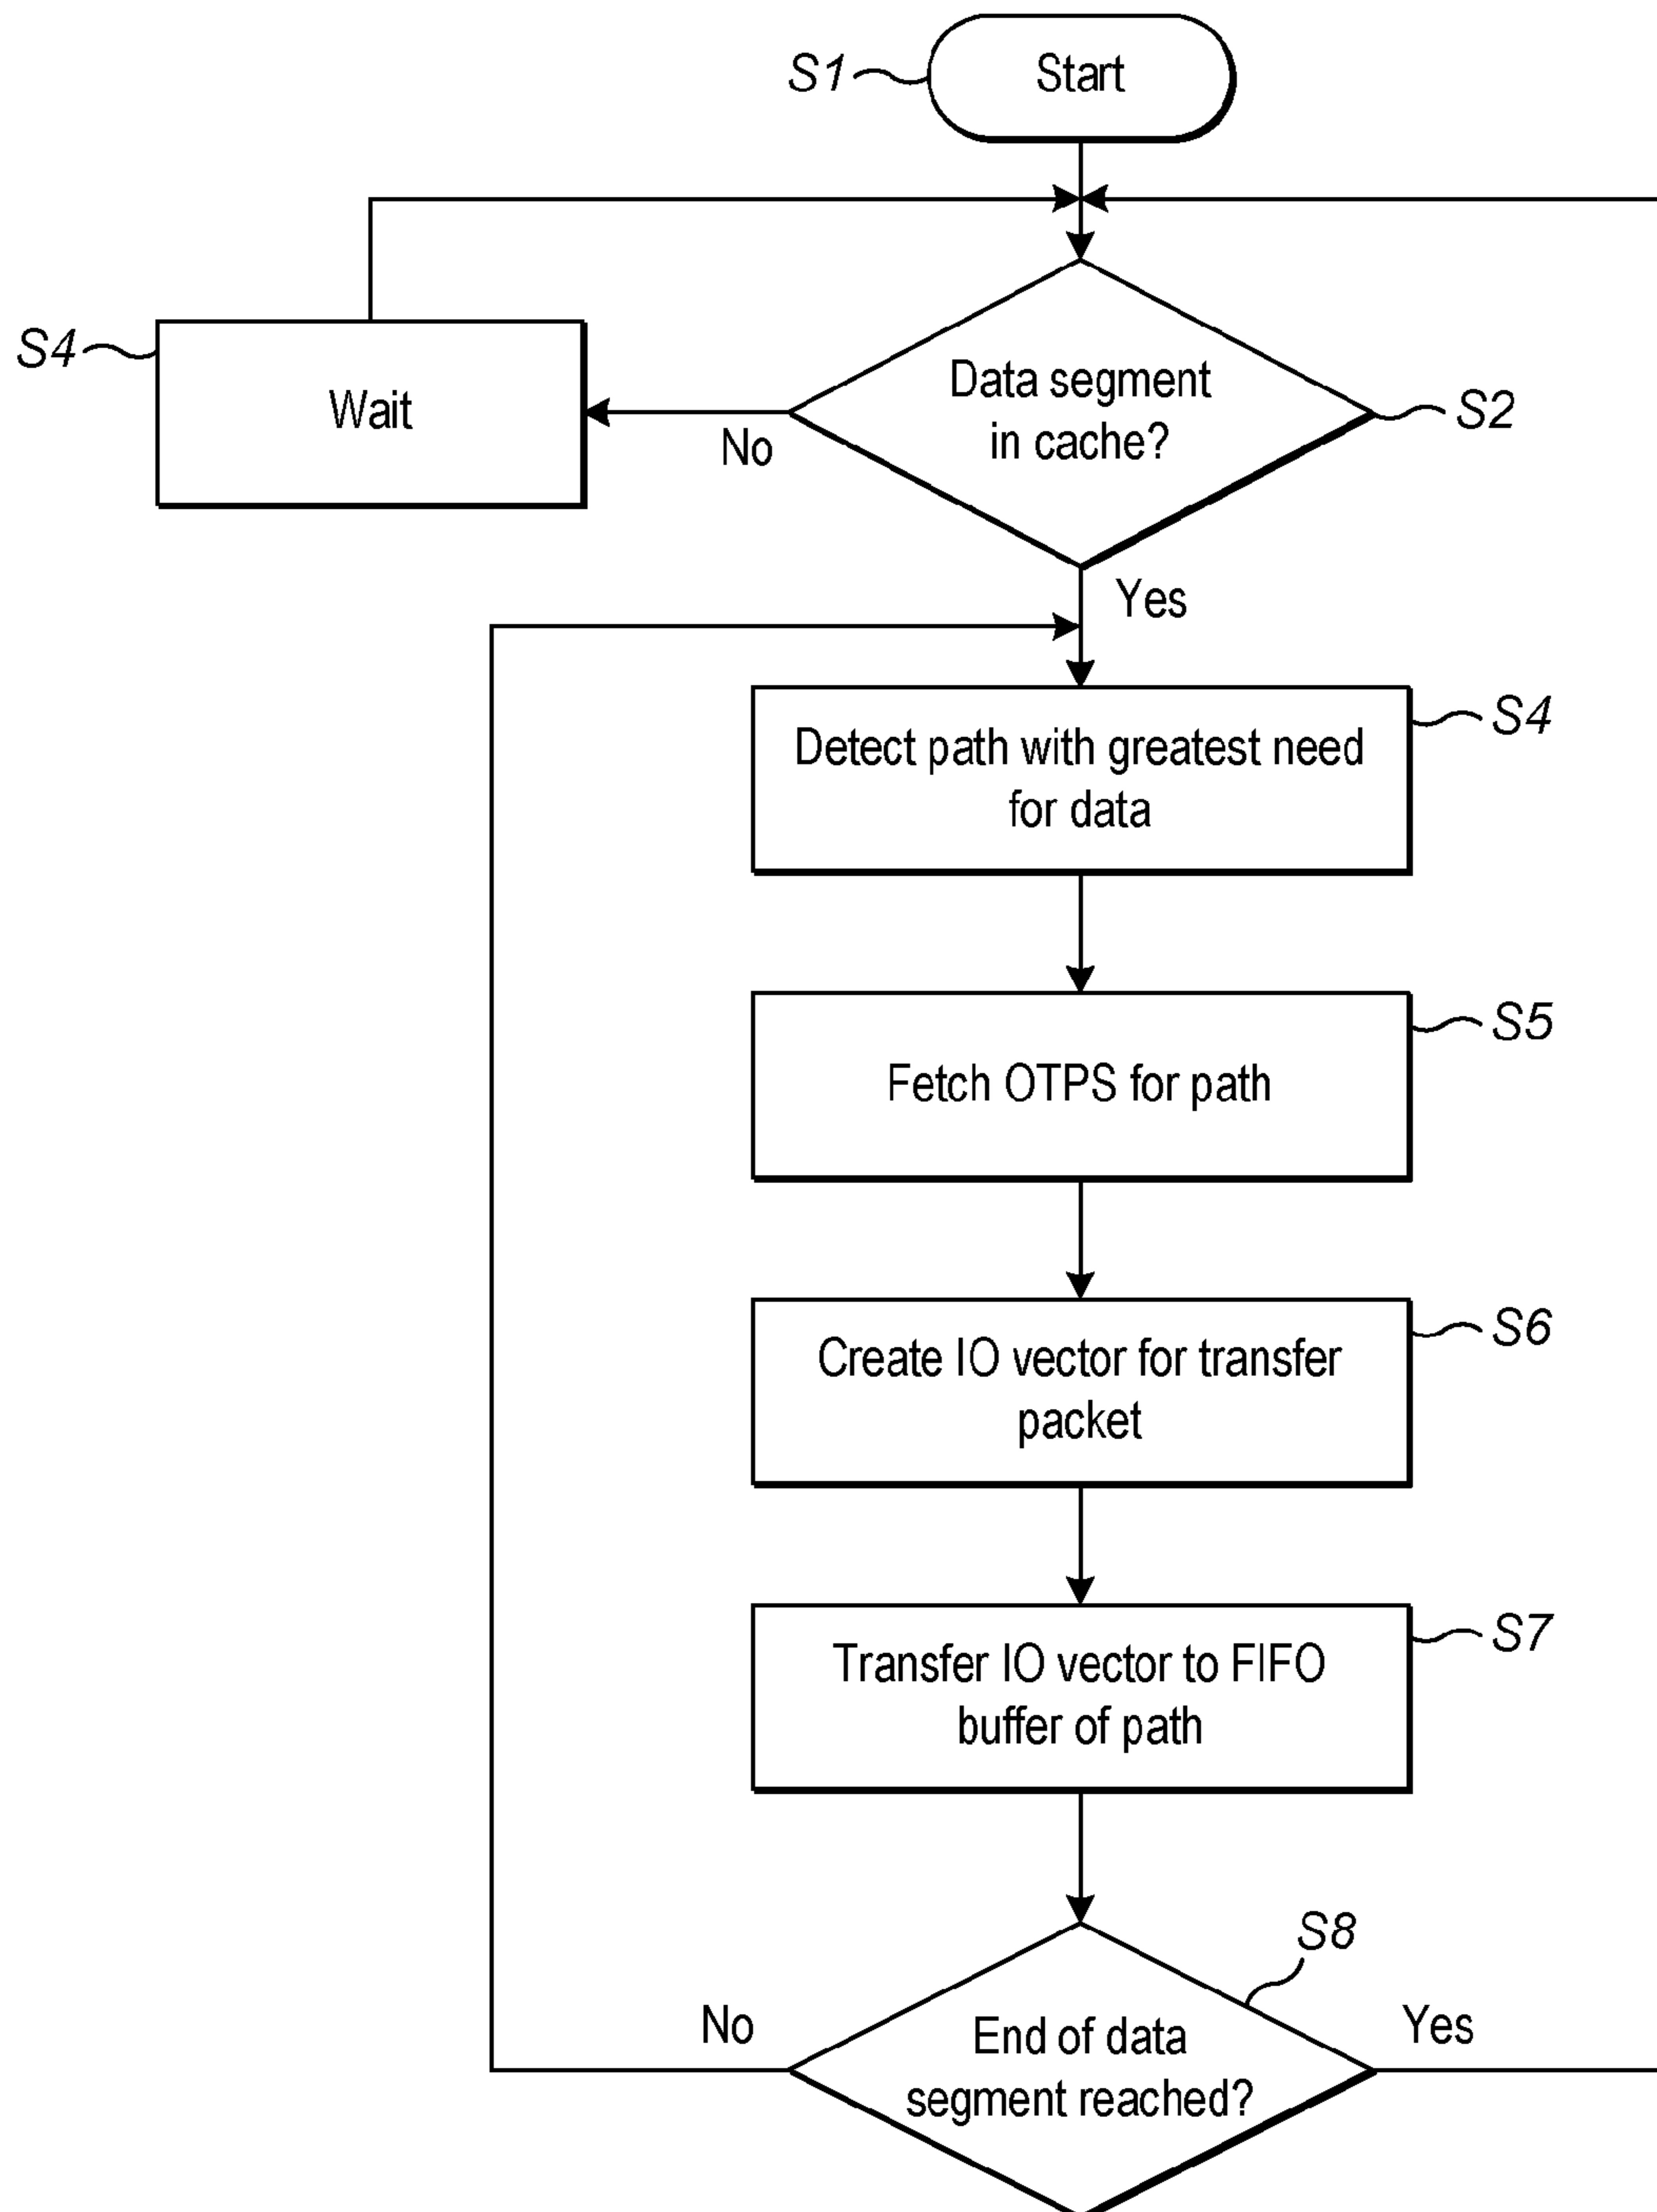 S1
Start
S4
Wait
No
Data segment
in cache?
S2
Yes
Detect path with greatest need
for data
S4
Fetch OTPS for path
S5
Create IO vector for transfer
packet
S6
Transfer IO vector to FIFO
buffer of path
S7
S8
No
End of data
segment reached?
Yes